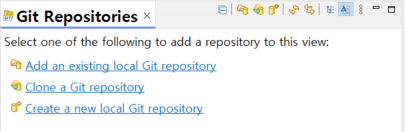 Git Repositories
Select one of the following to add a repository to this view:
Add an existing local Git repository
Clone a Git repository
Create a new local Git repository